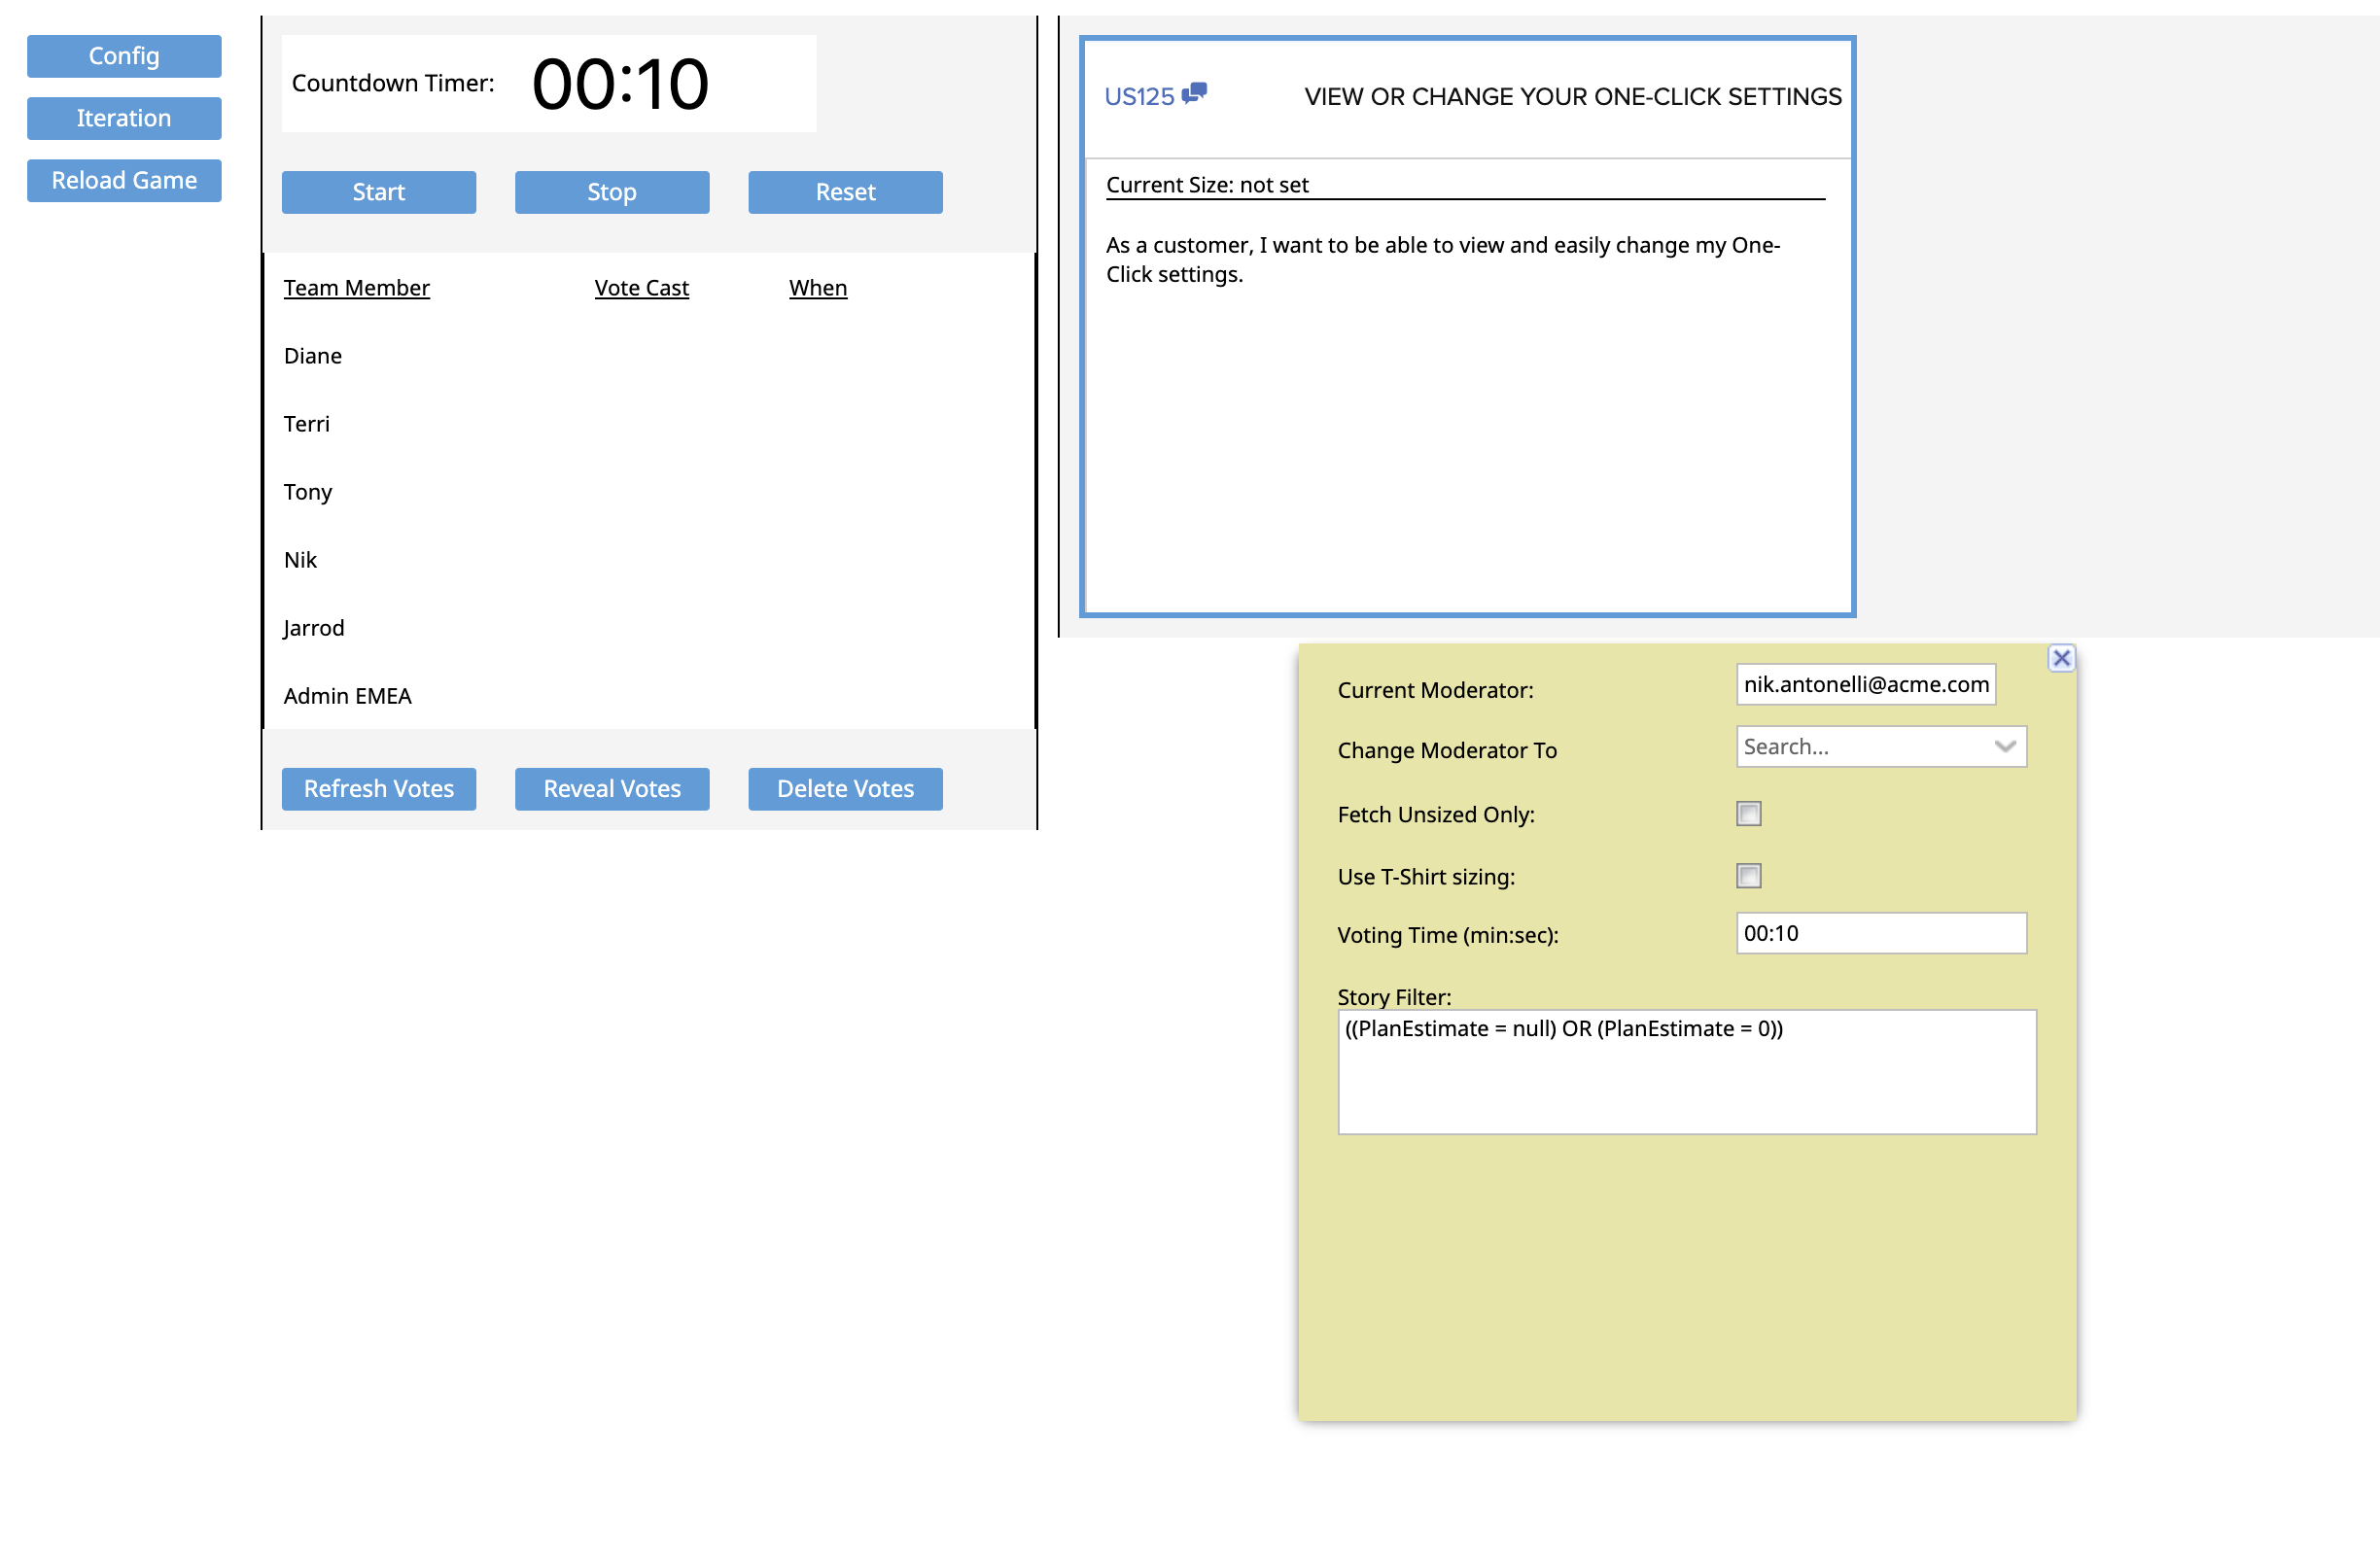 Config
Iteration
Reload Game
Countdown Timer: 00:10
Start Stop Reset
Team Member Vote Cast When
Diane
Terri
Tony
Nik
Jarrod
Admin EMEA
Refresh Votes Reveal Votes Delete Votes
US125 VIEW OR CHANGE YOUR ONE-CLICK SETTINGS
Current Size: not set
As a customer, I want to be able to view and easily change my One-
Click settings.
Current Moderator: nik.antonelli@acme.com
Change Moderator To Search...
Fetch Unsized Only:
Use T-Shirt sizing:
Voting Time (min:sec): 00:10
Story Filter:
((PlanEstimate = null) OR (PlanEstimate = 0))